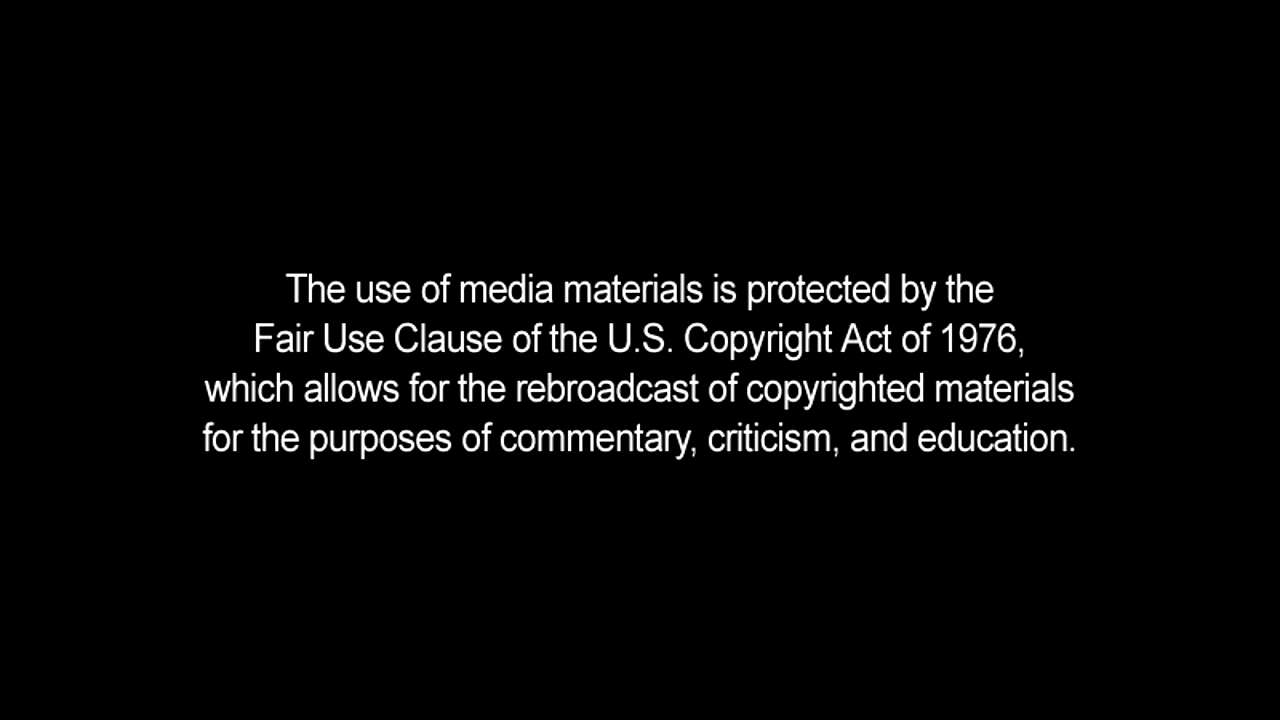 The use of media materials is protected by the
Fair Use Clause of the U.S. Copyright Act of 1976,
which allows for the rebroadcast of copyrighted materials
for the purposes of commentary, criticism, and education.